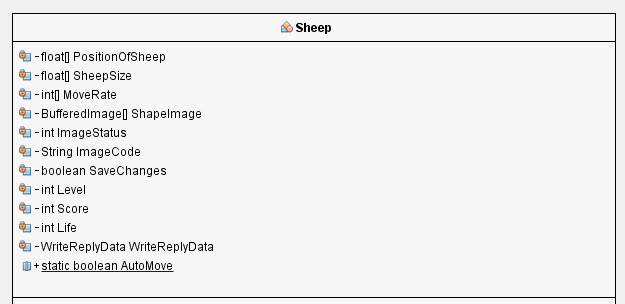 Sheep
-float[] PositionOfSheep
-float[] SheepSize
-int[] MoveRate
-BufferedImage[] ShapeImage
-int ImageStatus
-String ImageCode
-boolean SaveChanges
-int Level
-int Score
-int Life
-WriteReplyData WriteReplyData
+static boolean AutoMove